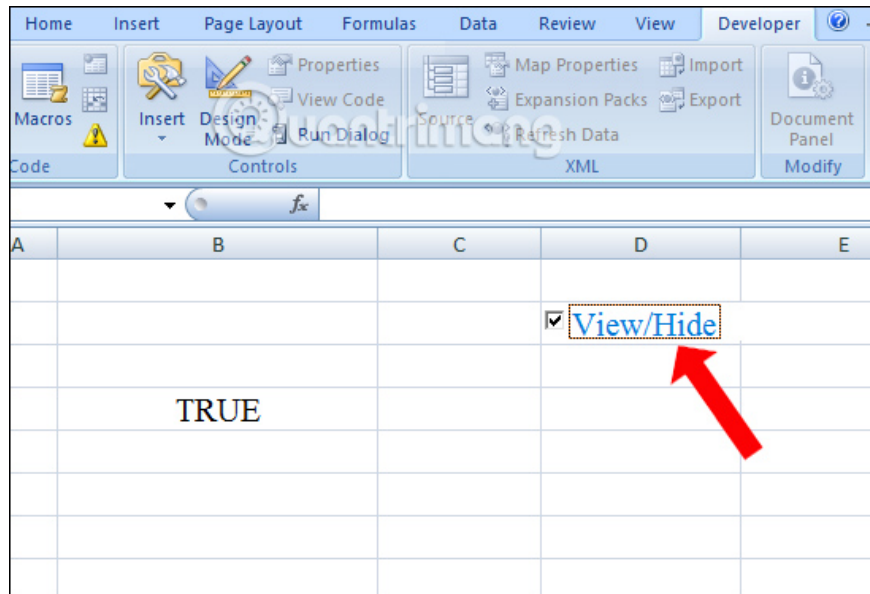 Home Insert Page Layout Formulas Data Review View Developer
Properties Map Properties Import
View Code Expansion Packs Export
Macros Insert Design Mode Run Dialog Source Refresh Data Document Panel
Code Controls XML Modify
Quantrimang
fx
A B C D E
View/Hide
TRUE